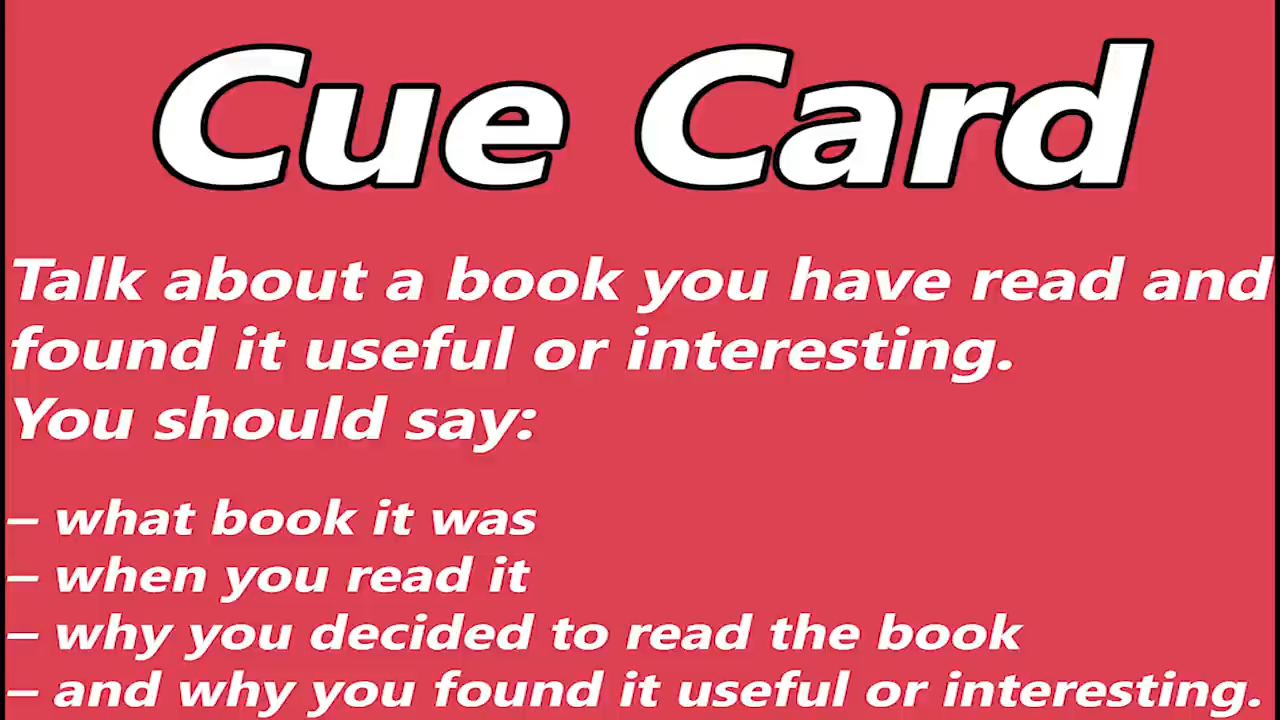 Cue Card
Talk about a book you have read and
found it useful or interesting.
You should say:
– what book it was
– when you read it
– why you decided to read the book
– and why you found it useful or interesting.